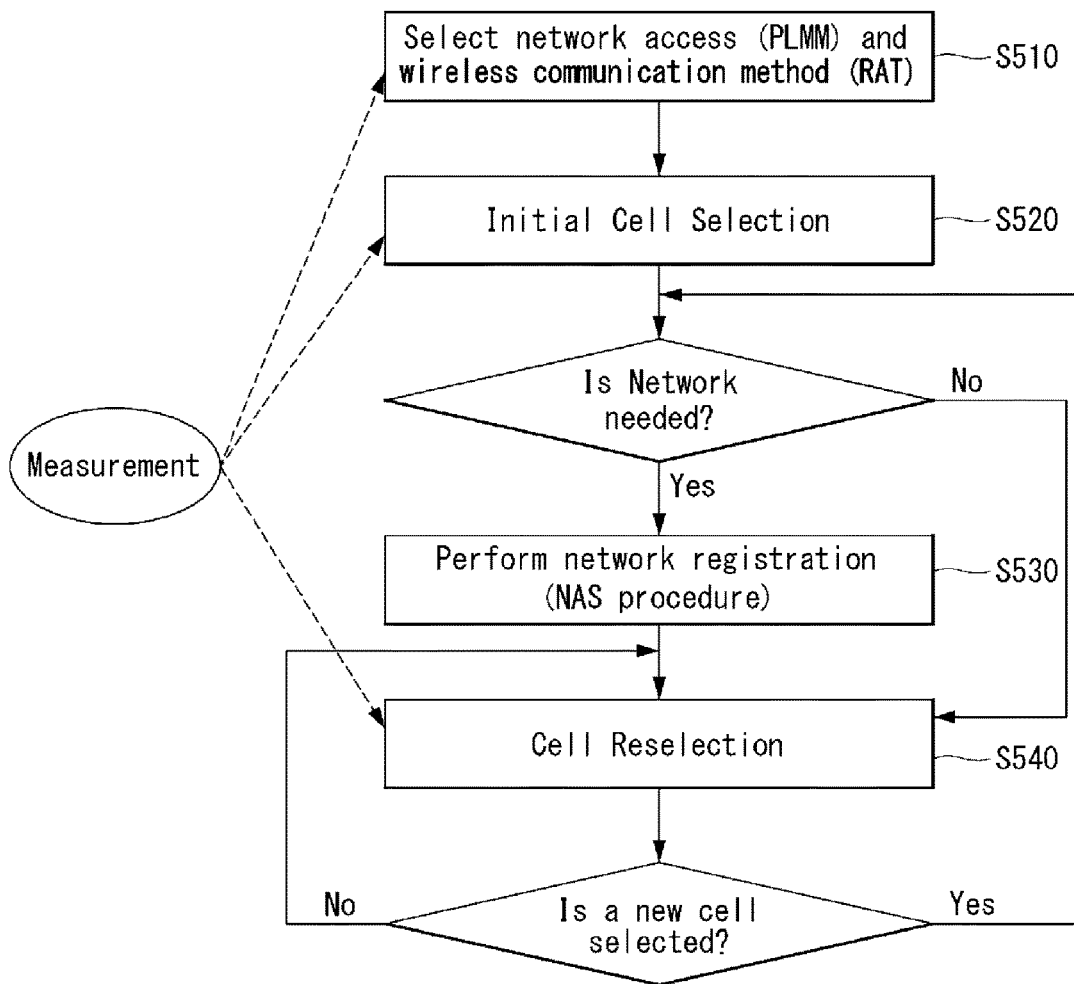 Select network access (PLMM) and
wireless communication method (RAT)
S510
Initial Cell Selection
S520
Is Network
needed?
No
Measurement
Yes
Perform network registration
(NAS procedure)
S530
Cell Reselection
S540
No
Is a new cell
selected?
Yes